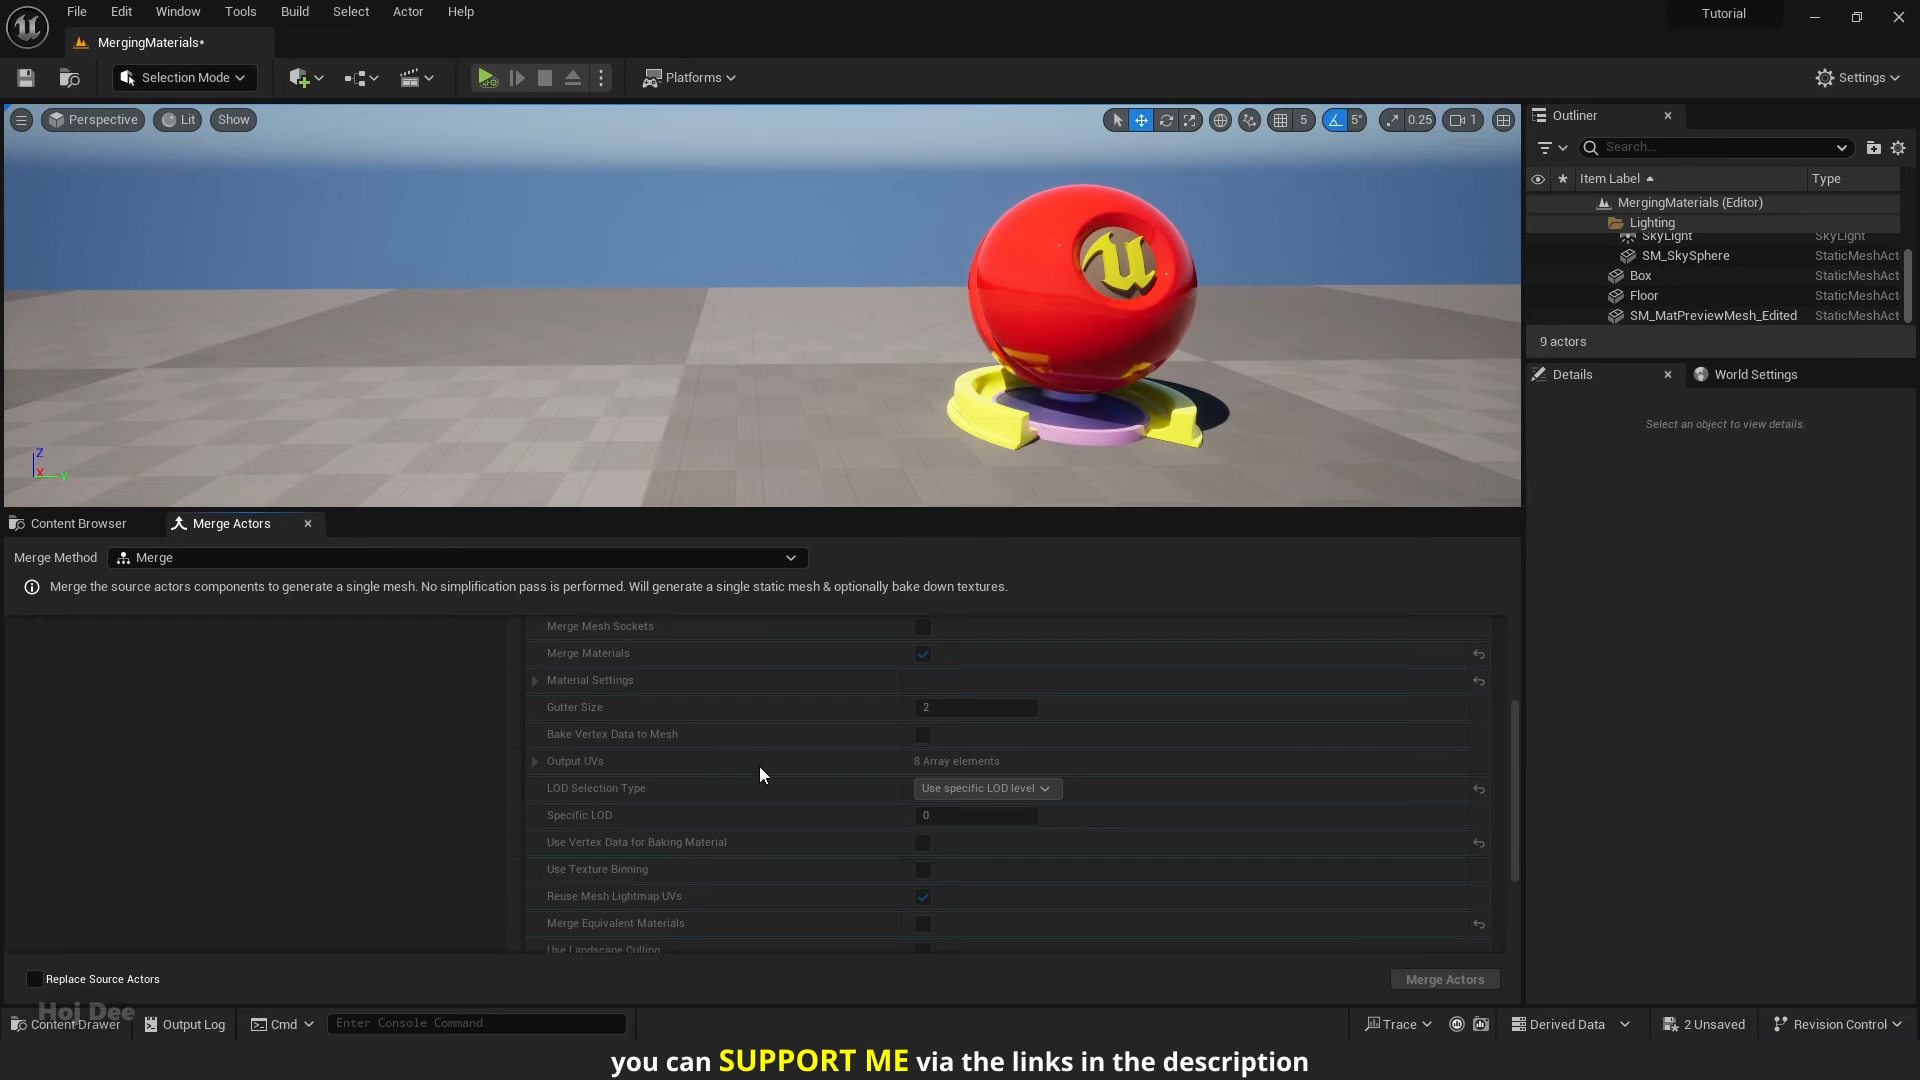 File Edit Window Tools Build Select Actor Help
Tutorial
MergingMaterials*
Selection Mode
Platforms
Settings
Perspective Lit Show
5 5° 0.25 1
Outliner
Search...
Item Label Type
MergingMaterials (Editor)
Lighting
SkyLight SkyLight
SM_SkySphere StaticMeshAct
Box StaticMeshAct
Floor StaticMeshAct
SM_MatPreviewMesh_Edited StaticMeshAct
9 actors
Details World Settings
Select an object to view details.
Z
X Y
Content Browser Merge Actors
Merge Method Merge
Merge the source actors components to generate a single mesh. No simplification pass is performed. Will generate a single static mesh & optionally bake down textures.
Merge Mesh Sockets
Merge Materials
Material Settings
Gutter Size 2
Bake Vertex Data to Mesh
Output UVs 8 Array elements
LOD Selection Type Use specific LOD level
Specific LOD 0
Use Vertex Data for Baking Material
Use Texture Binning
Reuse Mesh Lightmap UVs
Merge Equivalent Materials
Use Landscape Culling
Replace Source Actors Merge Actors
Hoj Dee
Content Drawer Output Log Cmd Enter Console Command Trace Derived Data 2 Unsaved Revision Control
you can SUPPORT ME via the links in the description